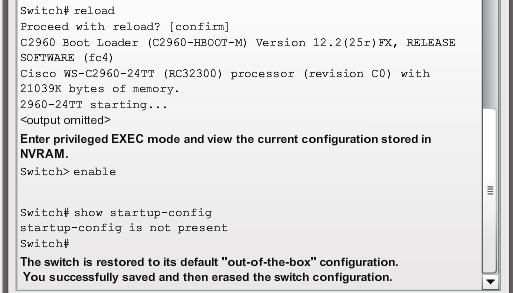 Switch# reload
Proceed with reload? [confirm]
C2960 Boot Loader (C2960-HBOOT-M) Version 12.2(25r)FX, RELEASE
SOFTWARE (fc4)
Cisco WS-C2960-24TT (RC32300) processor (revision C0) with
21039K bytes of memory.
2960-24TT starting...
<output omitted>
Enter privileged EXEC mode and view the current configuration stored in
NVRAM.
Switch> enable
Switch# show startup-config
startup-config is not present
Switch#
The switch is restored to its default "out-of-the-box" configuration.
You successfully saved and then erased the switch configuration.